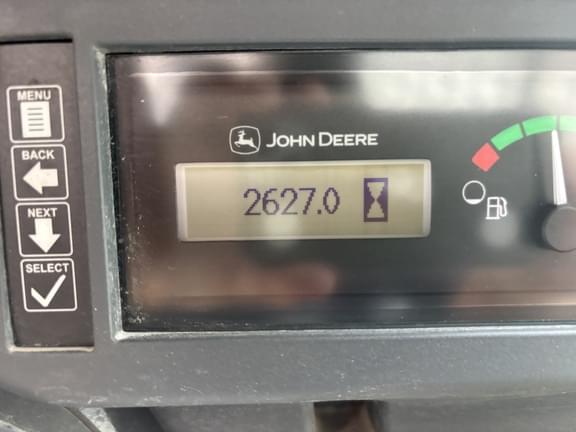 MENU
BACK
NEXT
SELECT
JOHN DEERE
2627.0